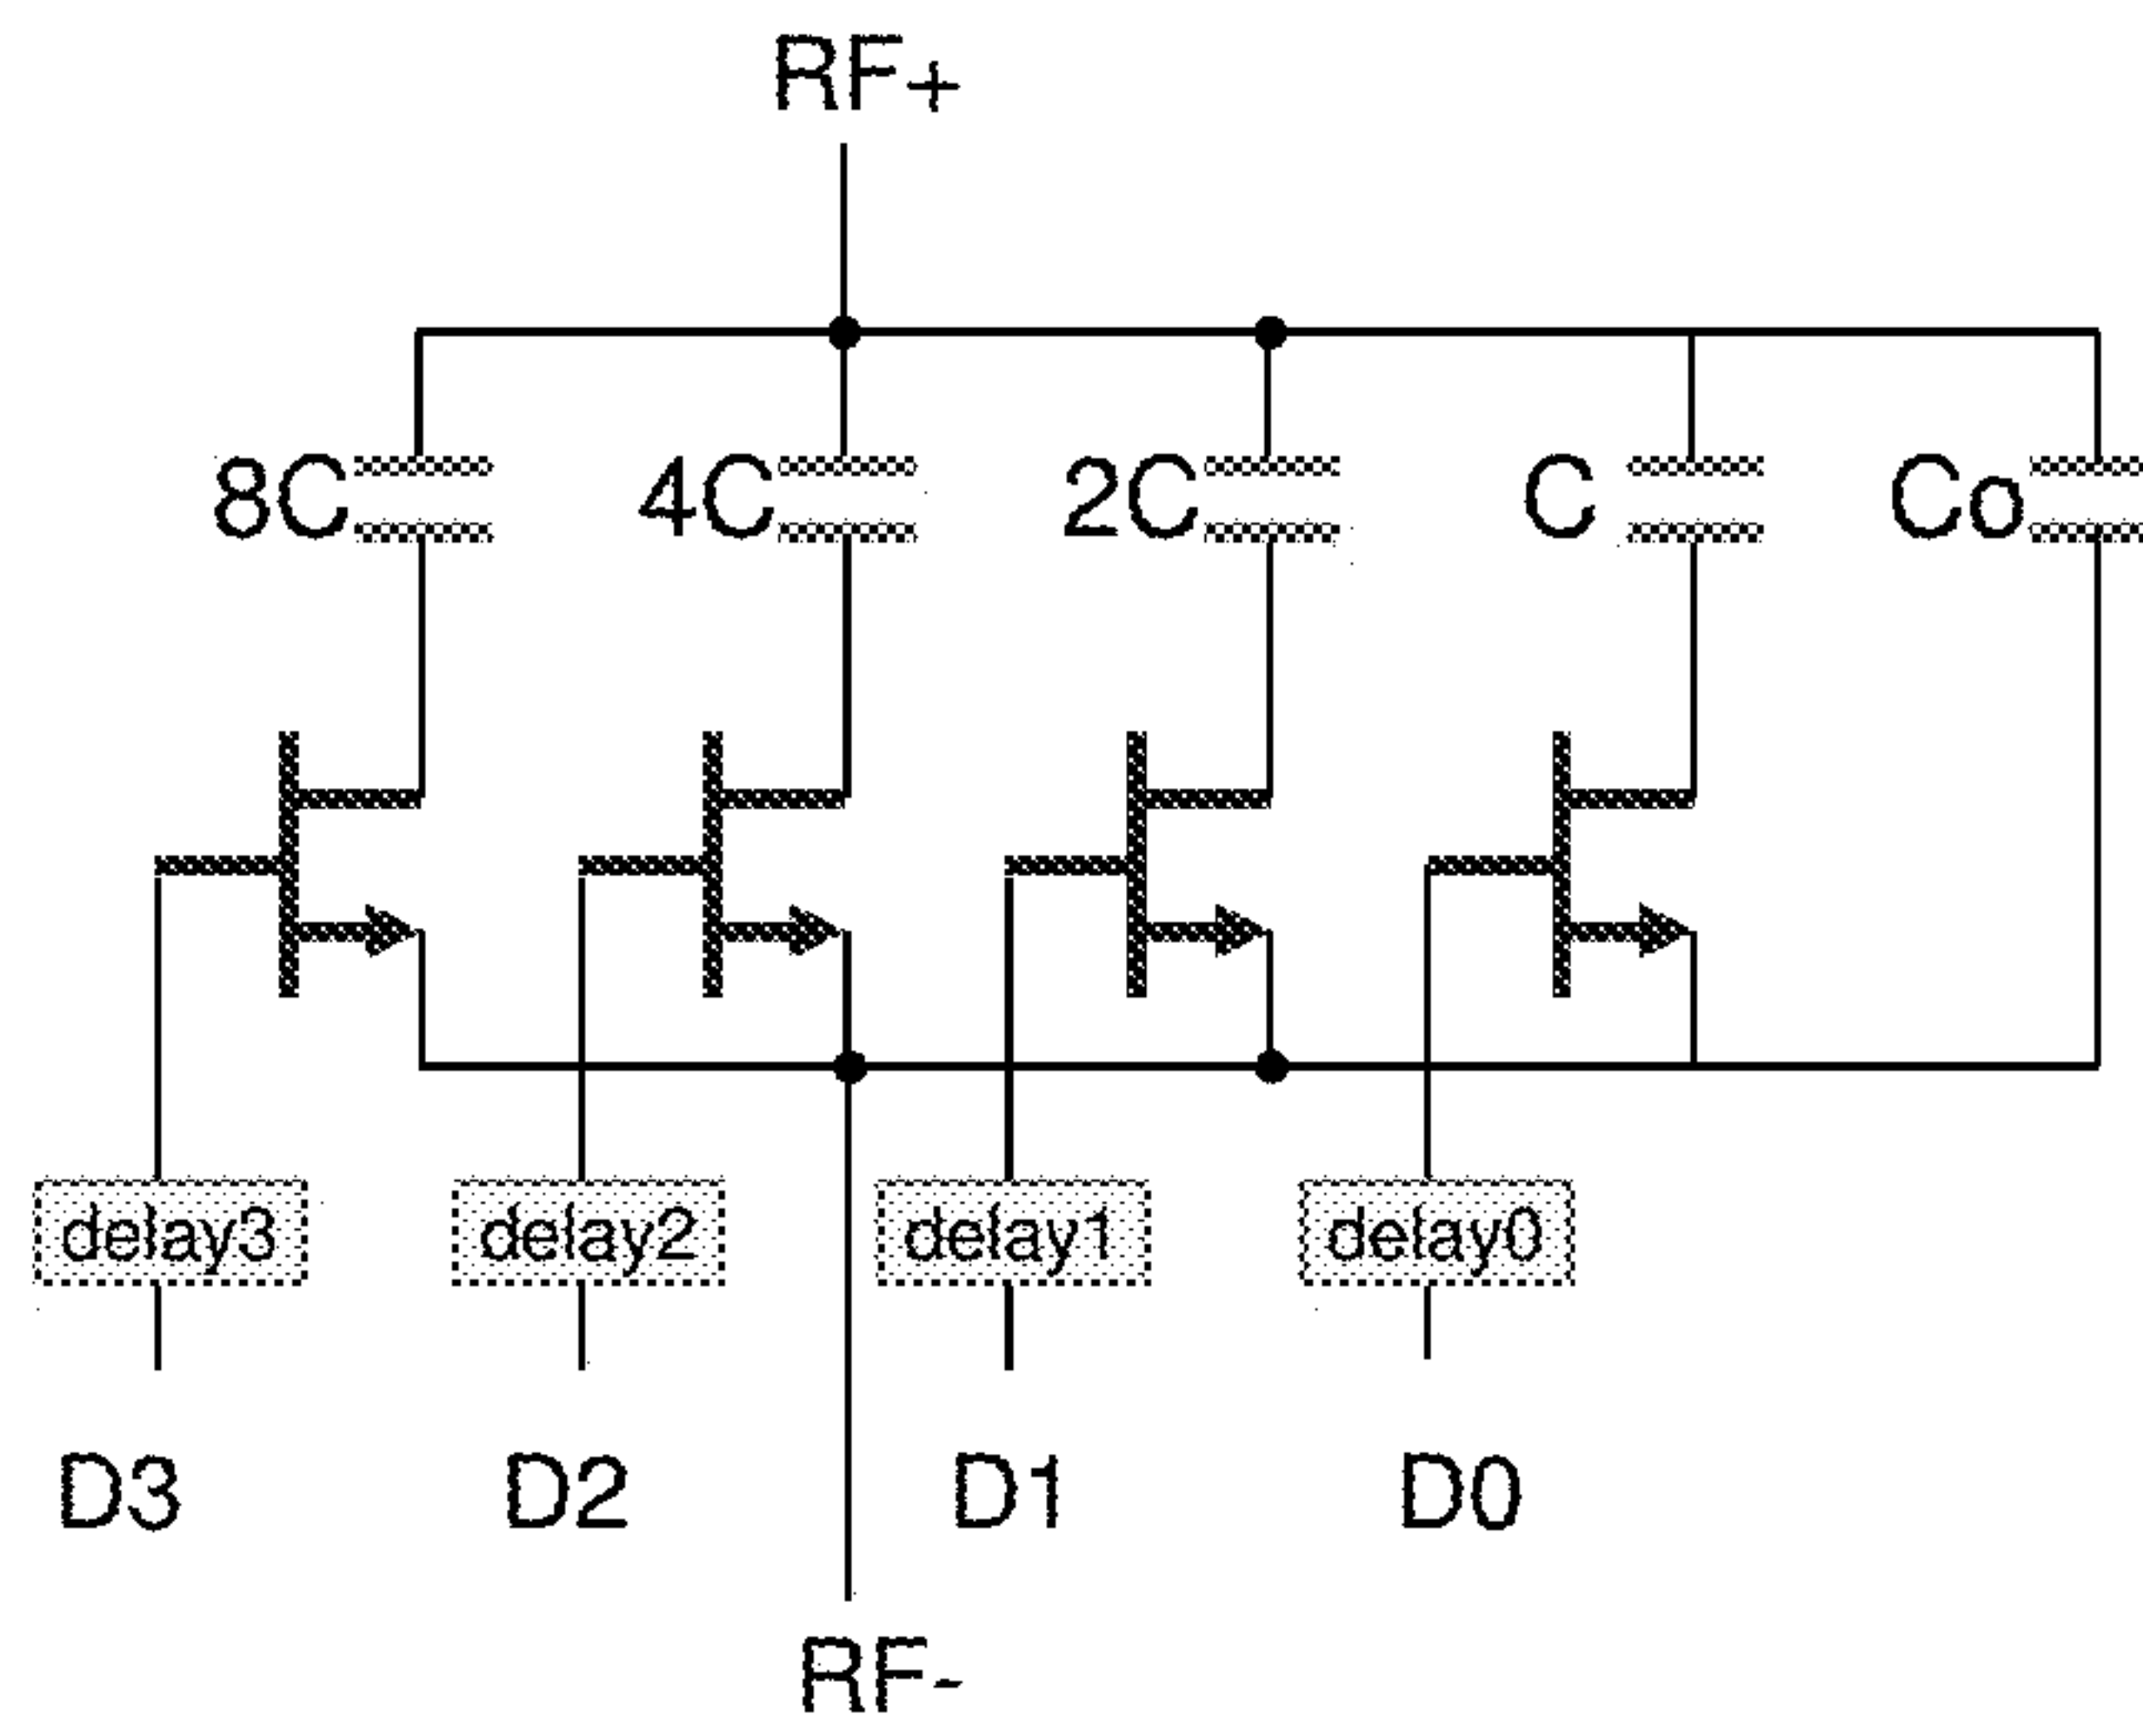 RF+
8C 4C 2C C Co
delay3 delay2 delay1 delay0
D3 D2 D1 D0
RF-